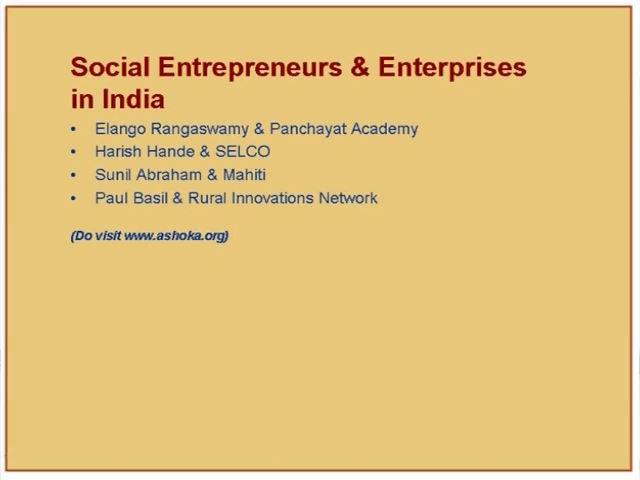 Social Entrepreneurs & Enterprises
in India
• Elango Rangaswamy & Panchayat Academy
• Harish Hande & SELCO
• Sunil Abraham & Mahiti
• Paul Basil & Rural Innovations Network
(Do visit www.ashoka.org)